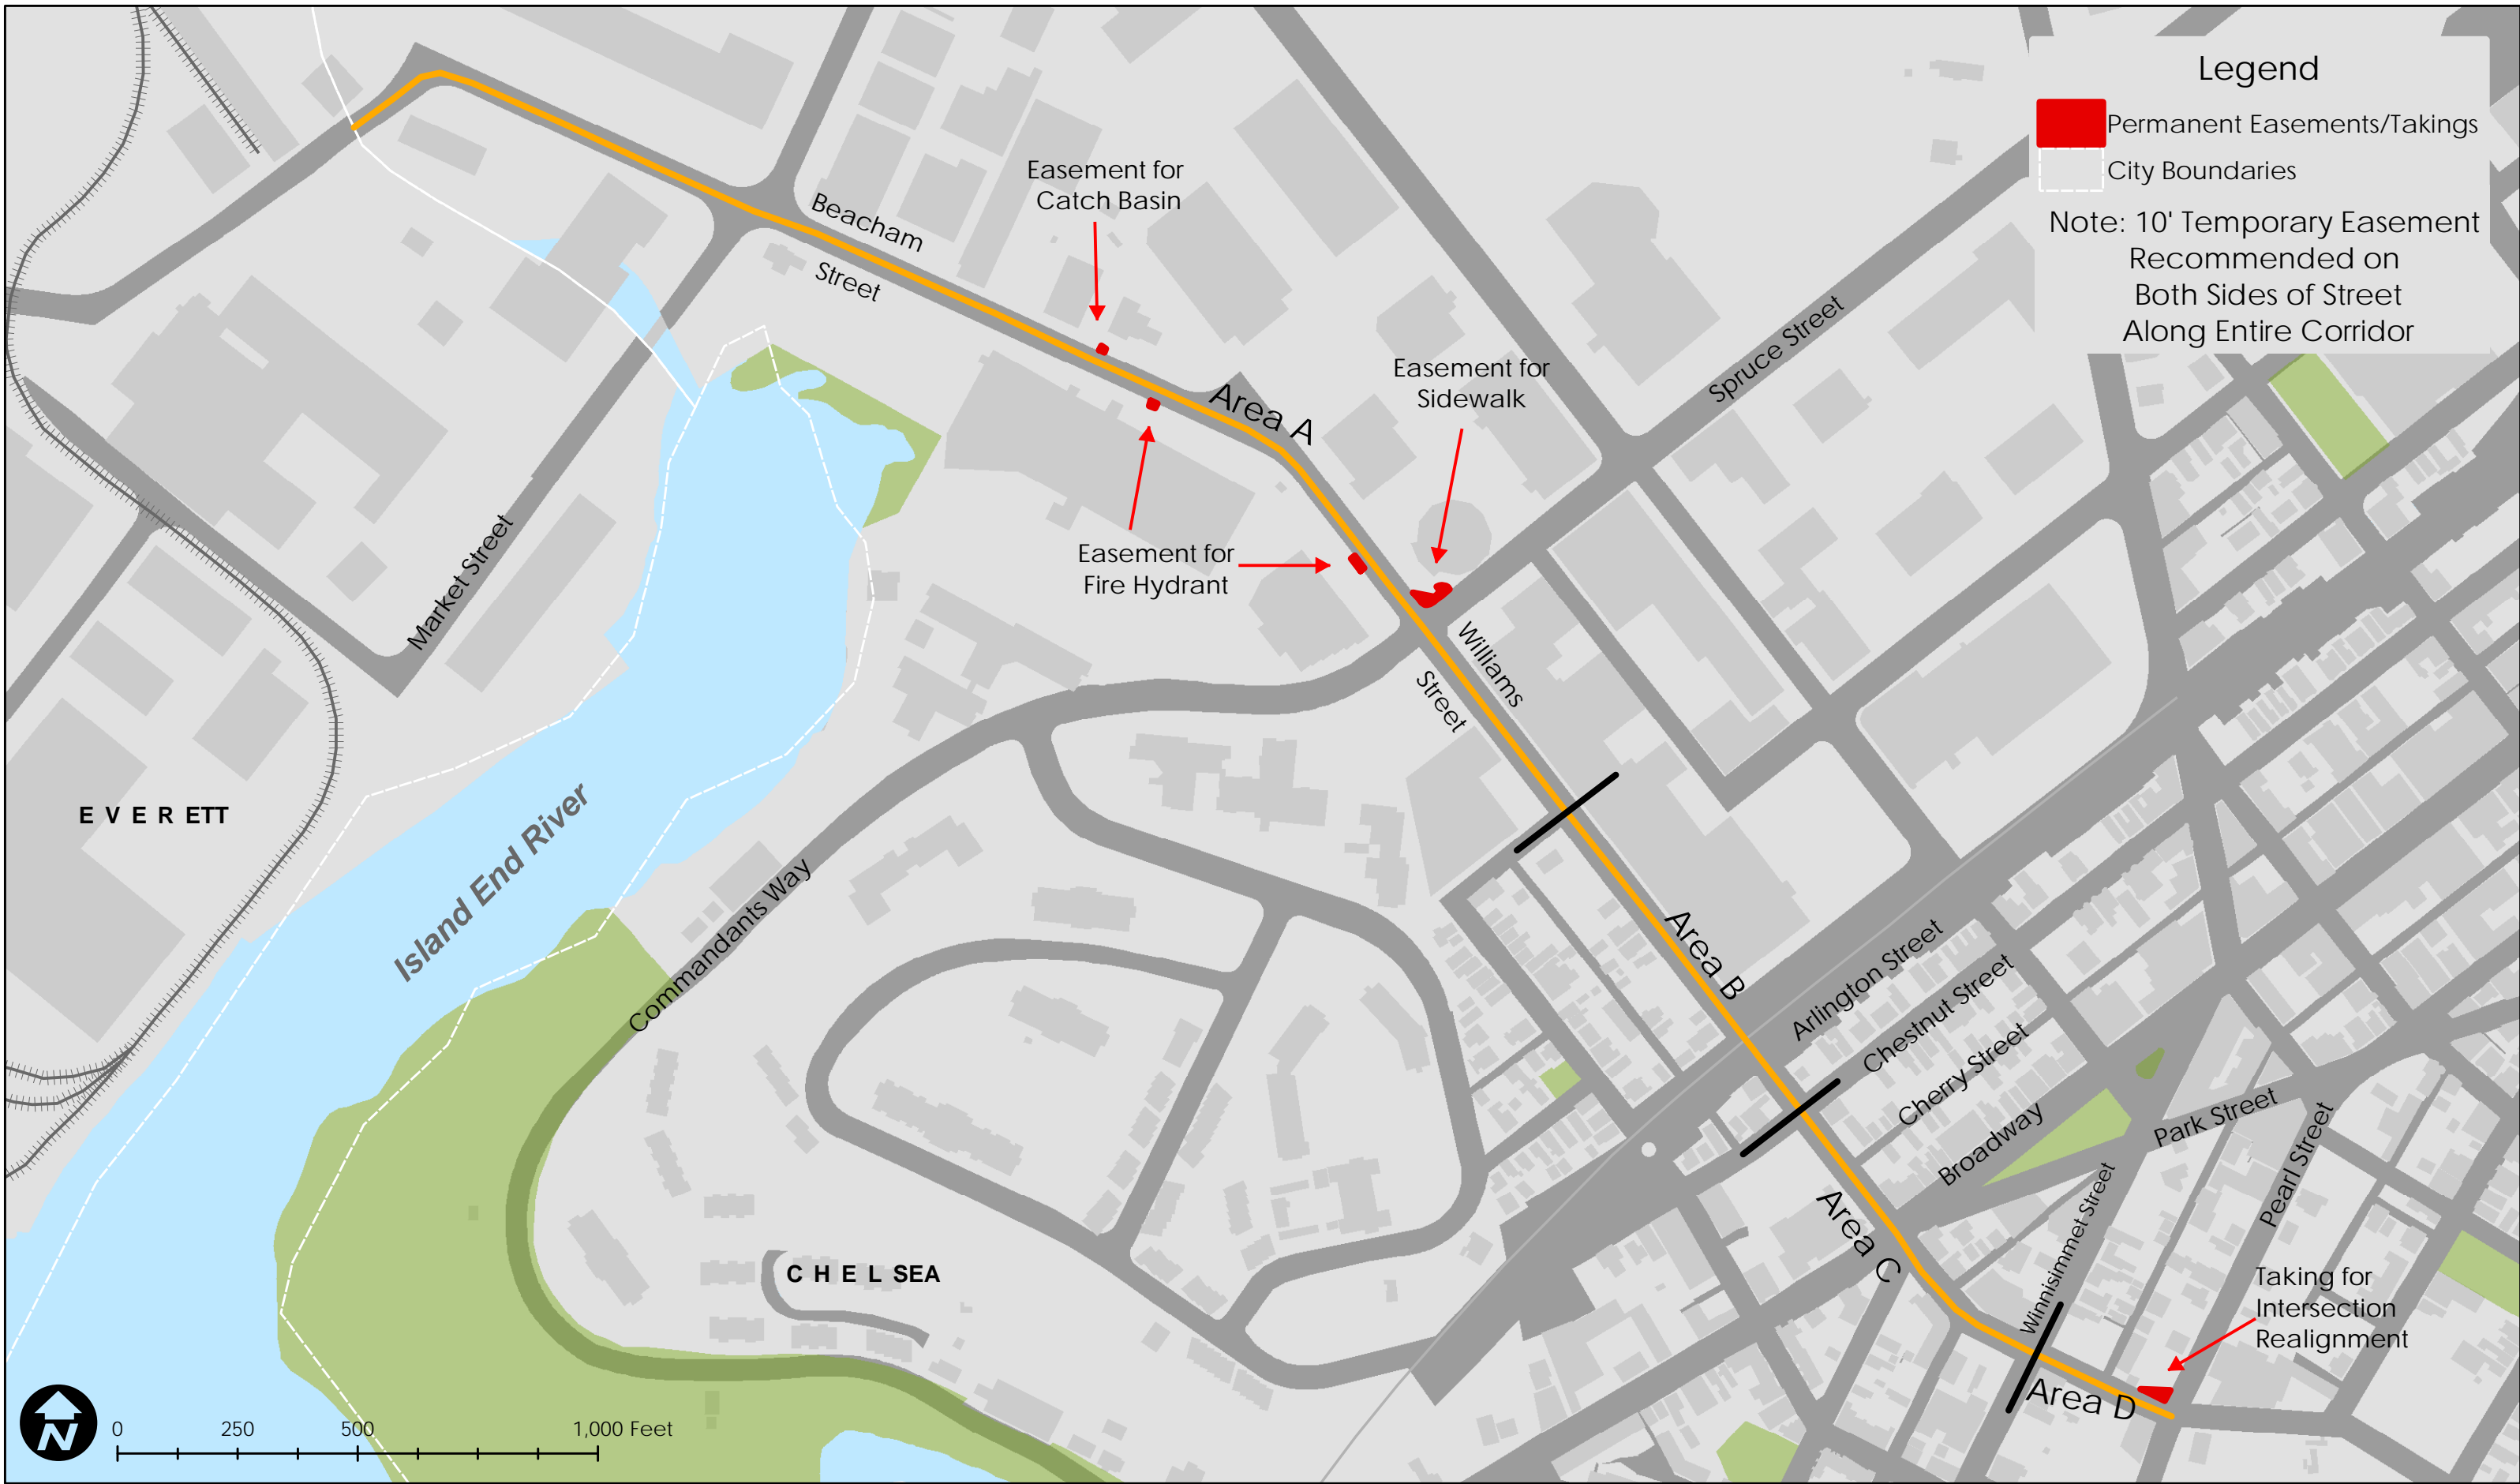 Legend
Permanent Easements/Takings
City Boundaries
Note: 10' Temporary Easement
Recommended on
Both Sides of Street
Along Entire Corridor
Easement for
Catch Basin
Beacham
Street
Easement for
Sidewalk
Spruce Street
Area A
Market Street
Easement for
Fire Hydrant
Williams
Street
EVERETT
Island End River
Commandants Way
Area B
Arlington Street
Chestnut Street
Cherry Street
Broadway
Park Street
Pearl Street
Winnisimmet Street
Area C
CHELSEA
Taking for
Intersection
Realignment
Area D
N
0 250 500 1,000 Feet